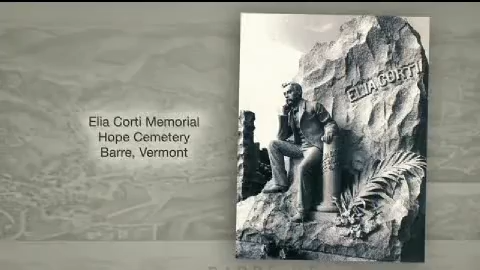 Elia Corti Memorial
Hope Cemetery
Barre, Vermont
ELIA CORTI